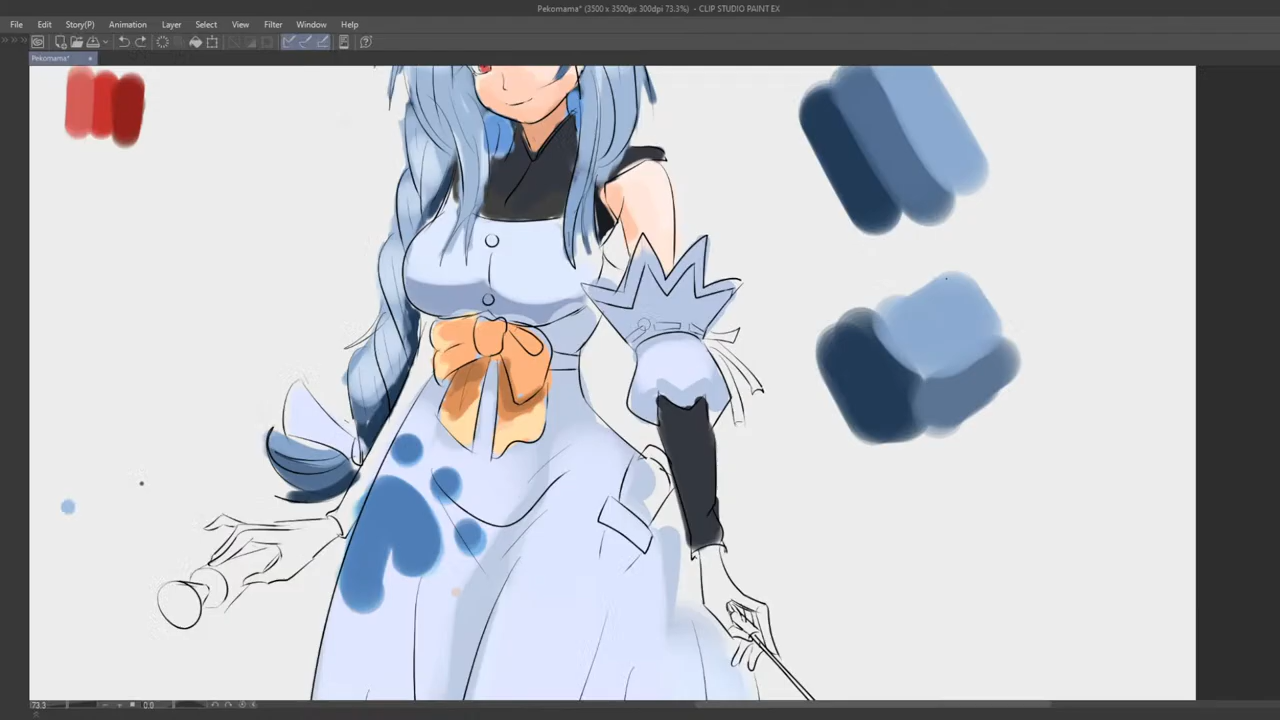 Pekomama* (3500 x 3500px 300dpi 73.3%) - CLIP STUDIO PAINT EX
File Edit Story(P) Animation Layer Select View Filter Window Help
Pekomama*
73.3
0.0